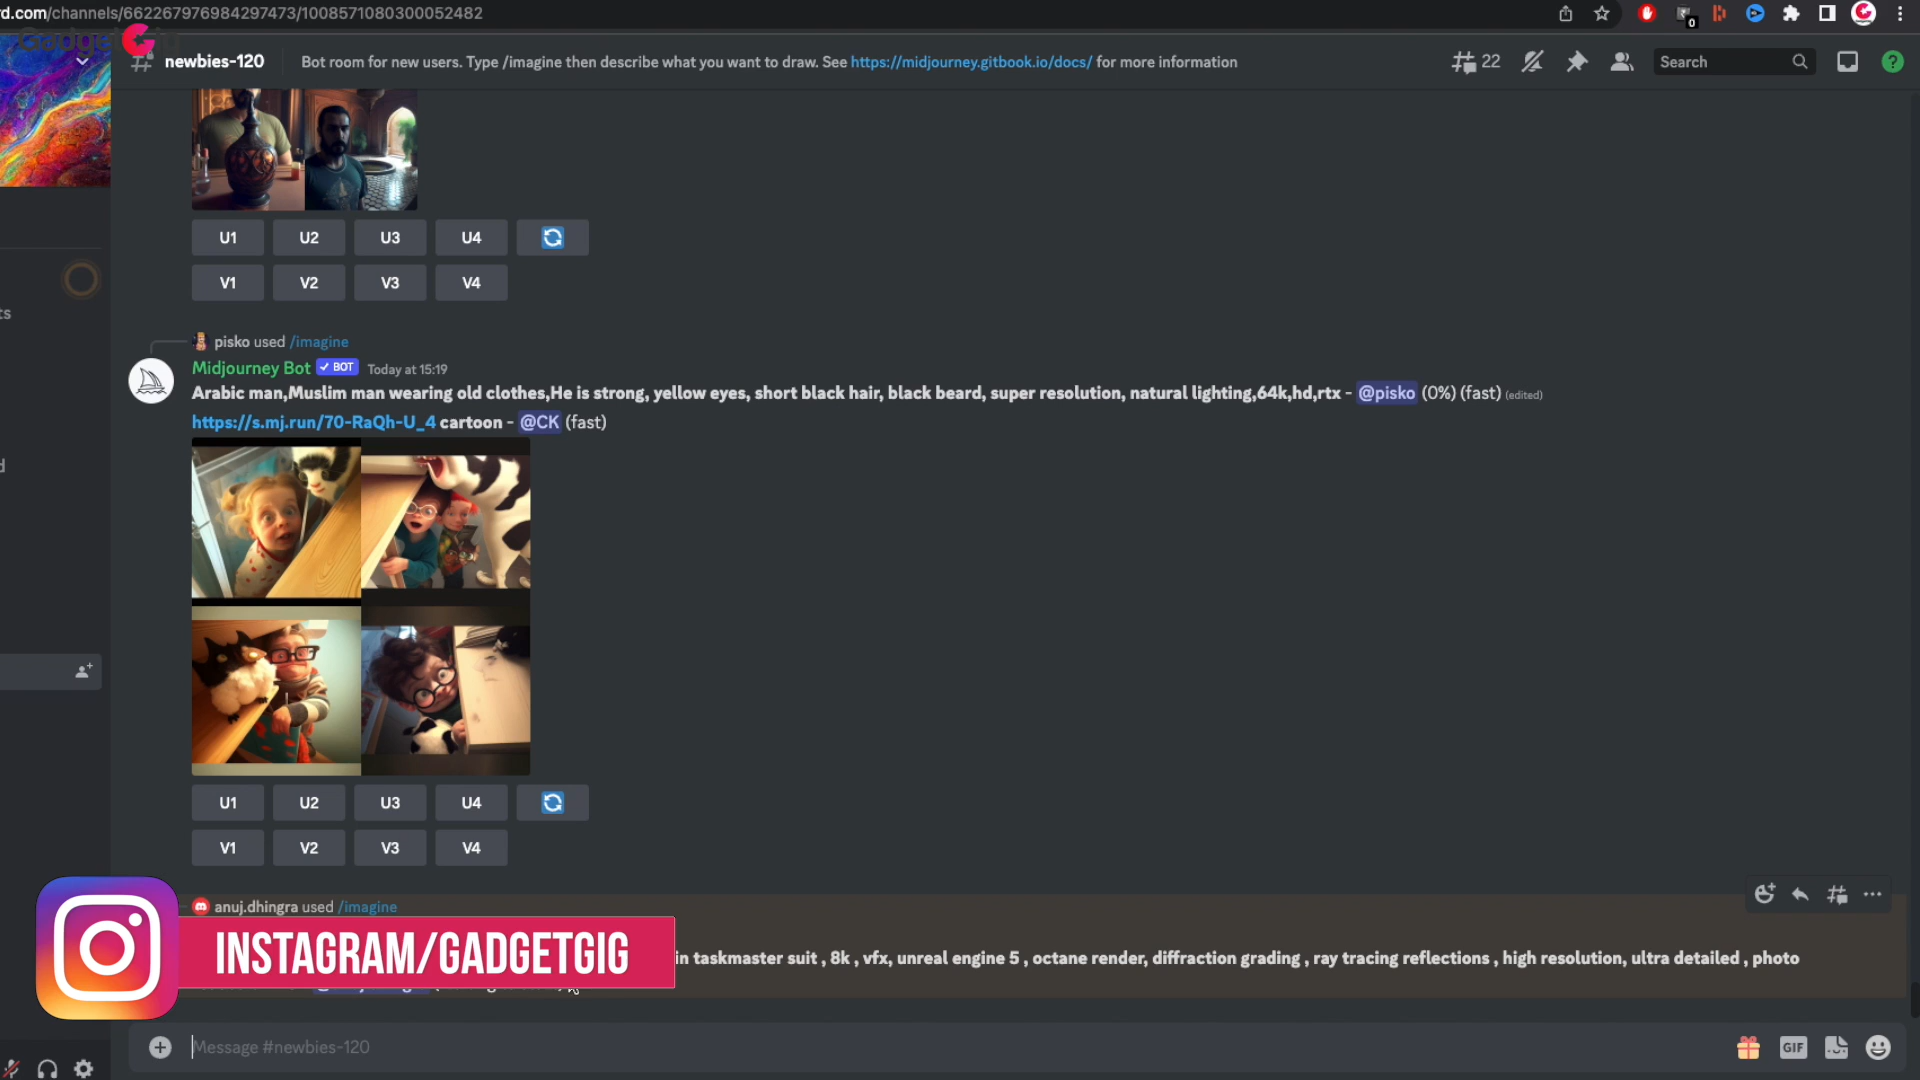 rd.com/channels/662267976984297473/1008571080300052482
GadgetGig
newbies-120
Bot room for new users. Type /imagine then describe what you want to draw. See https://midjourney.gitbook.io/docs/ for more information
22
Search
0
U1 U2 U3 U4
V1 V2 V3 V4
ts
pisko used /imagine
Midjourney Bot BOT Today at 15:19
Arabic man,Muslim man wearing old clothes,He is strong, yellow eyes, short black hair, black beard, super resolution, natural lighting,64k,hd,rtx - @pisko (0%) (fast) (edited)
https://s.mj.run/70-RaQh-U_4 cartoon - @CK (fast)
d
U1 U2 U3 U4
V1 V2 V3 V4
anuj.dhingra used /imagine
INSTAGRAM/GADGETGIG
in taskmaster suit , 8k , vfx, unreal engine 5 , octane render, diffraction grading , ray tracing reflections , high resolution, ultra detailed , photo
Message #newbies-120
GIF